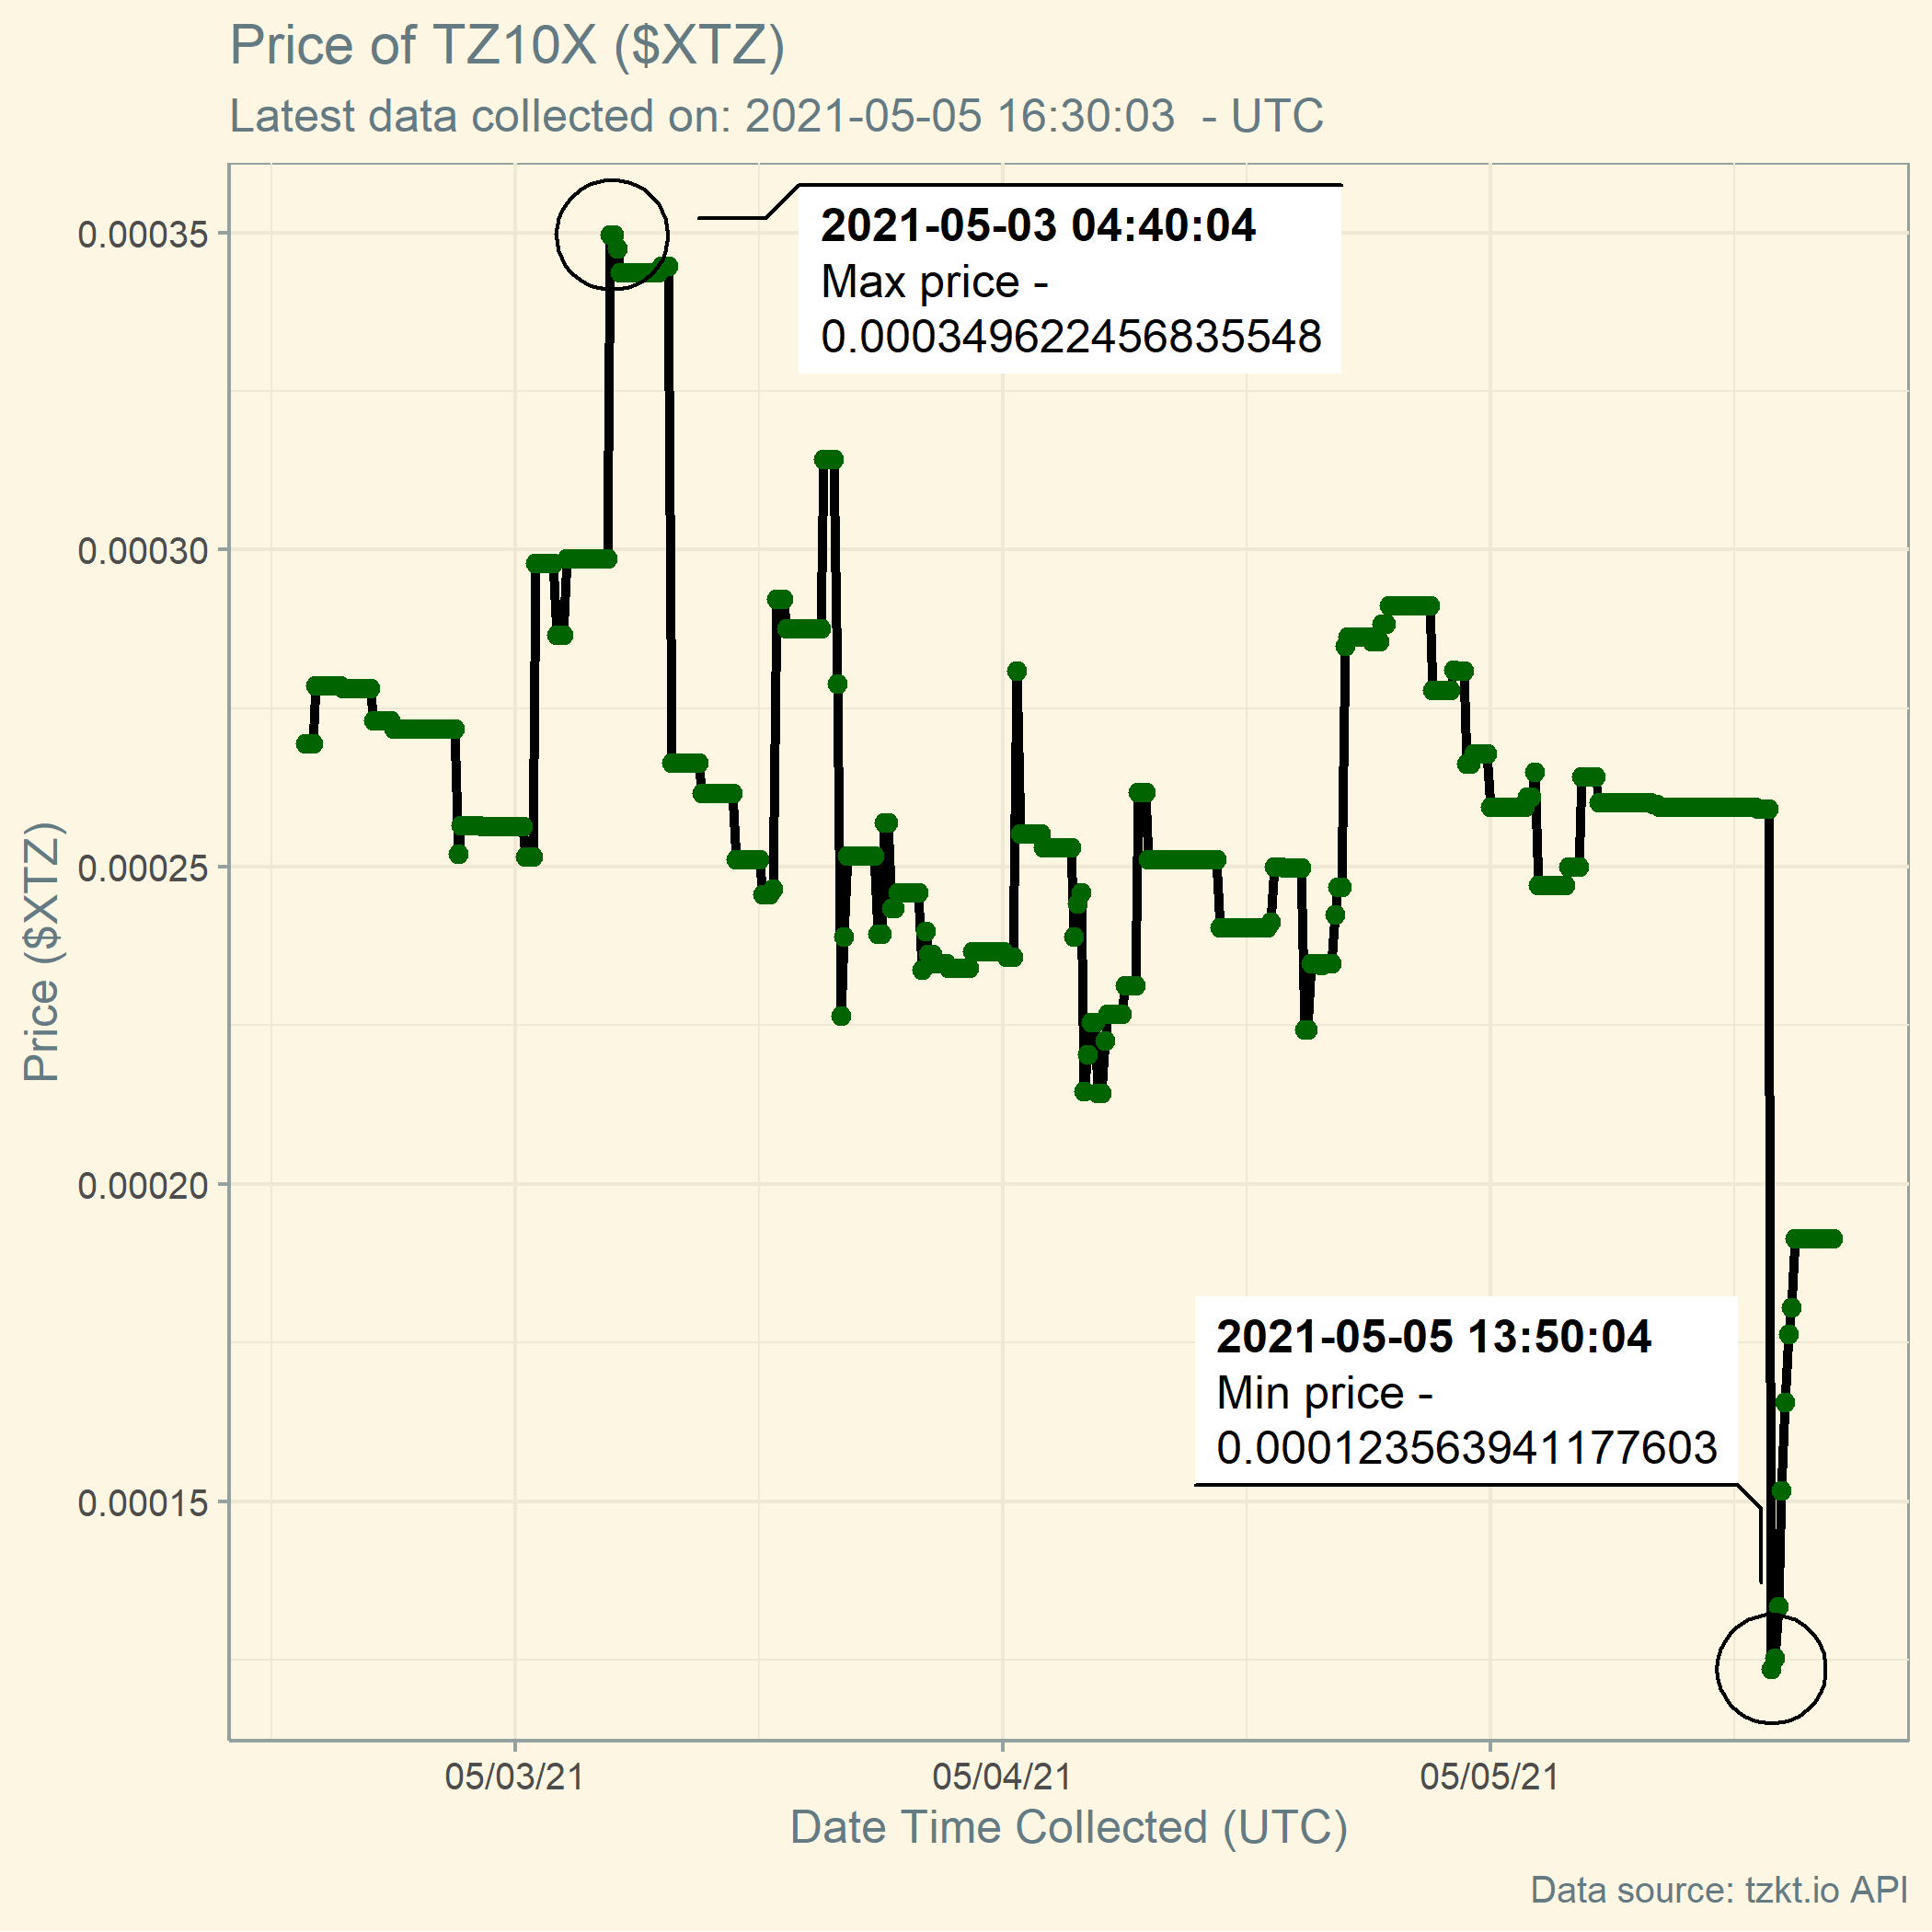 Price of TZ10X ($XTZ)
Latest data collected on: 2021-05-05 16:30:03  - UTC
2021-05-03 04:40:04
Max price -
0.000349622456835548
2021-05-05 13:50:04
Min price -
0.000123563941177603
Price ($XTZ)
0.00035
0.00030
0.00025
0.00020
0.00015
05/03/21
05/04/21
05/05/21
Date Time Collected (UTC)
Data source: tzkt.io API